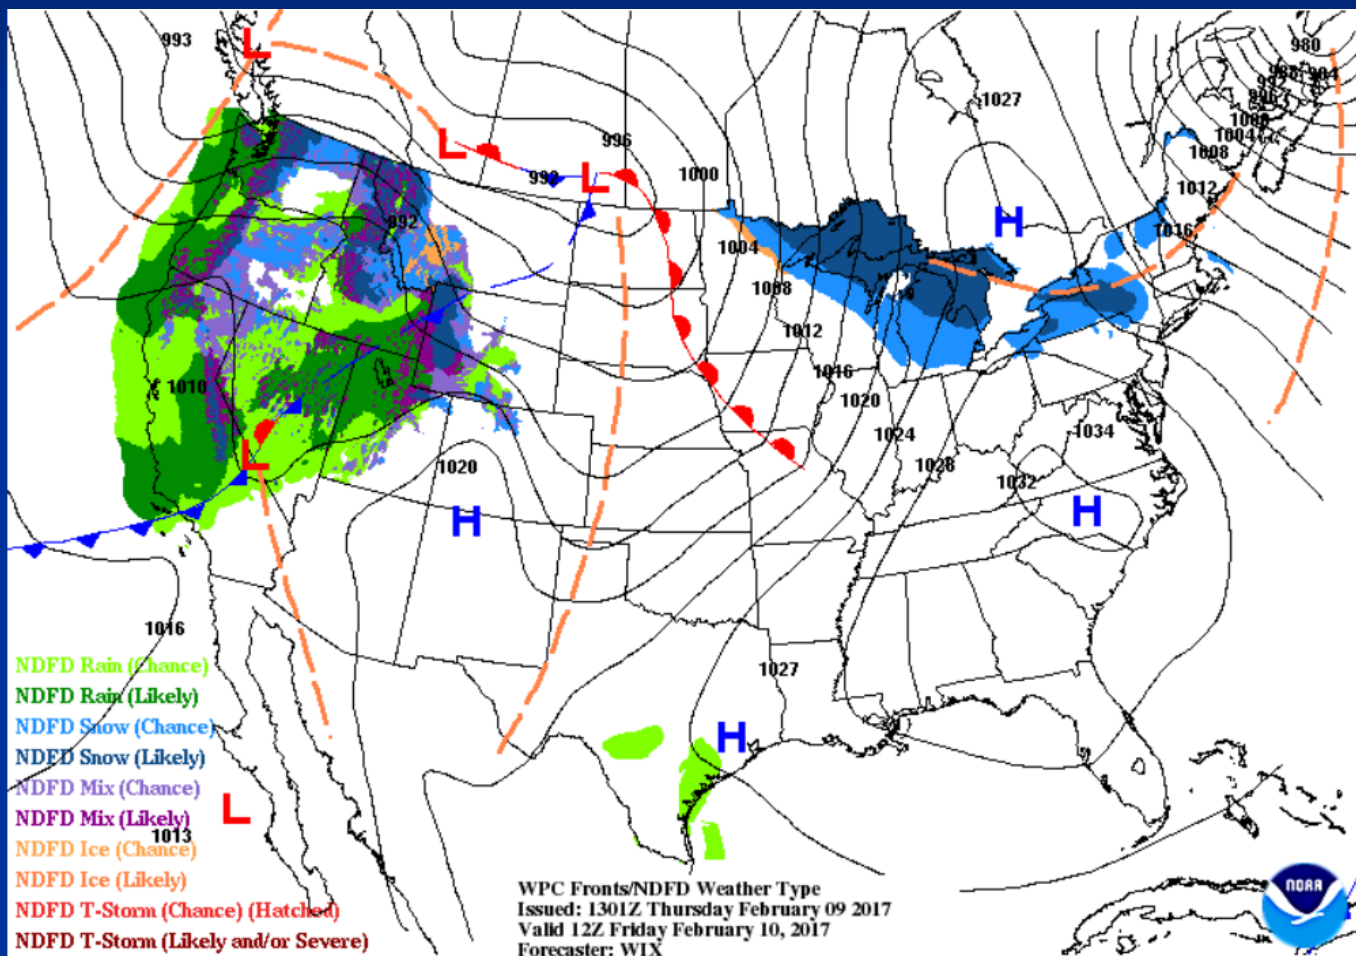 993
L
980
988
984
992
996
1027
1000
1004
1008
L
996
992
L
1000
1012
H
992
1004
1016
1008
1012
1010
1016
1020
1034
L
1024
1020
1028
1032
H
H
1016
1027
NDFD Rain (Chance)
NDFD Rain (Likely)
NDFD Snow (Chance)
NDFD Snow (Likely)
NDFD Mix (Chance)
NDFD Mix (Likely)
NDFD Ice (Chance)
NDFD Ice (Likely)
NDFD T-Storm (Chance) (Hatched)
NDFD T-Storm (Likely and/or Severe)
H
L
1013
WPC Fronts/NDFD Weather Type
Issued: 1301Z Thursday February 09 2017
Valid 12Z Friday February 10, 2017
Forecaster: WIX
NOAA